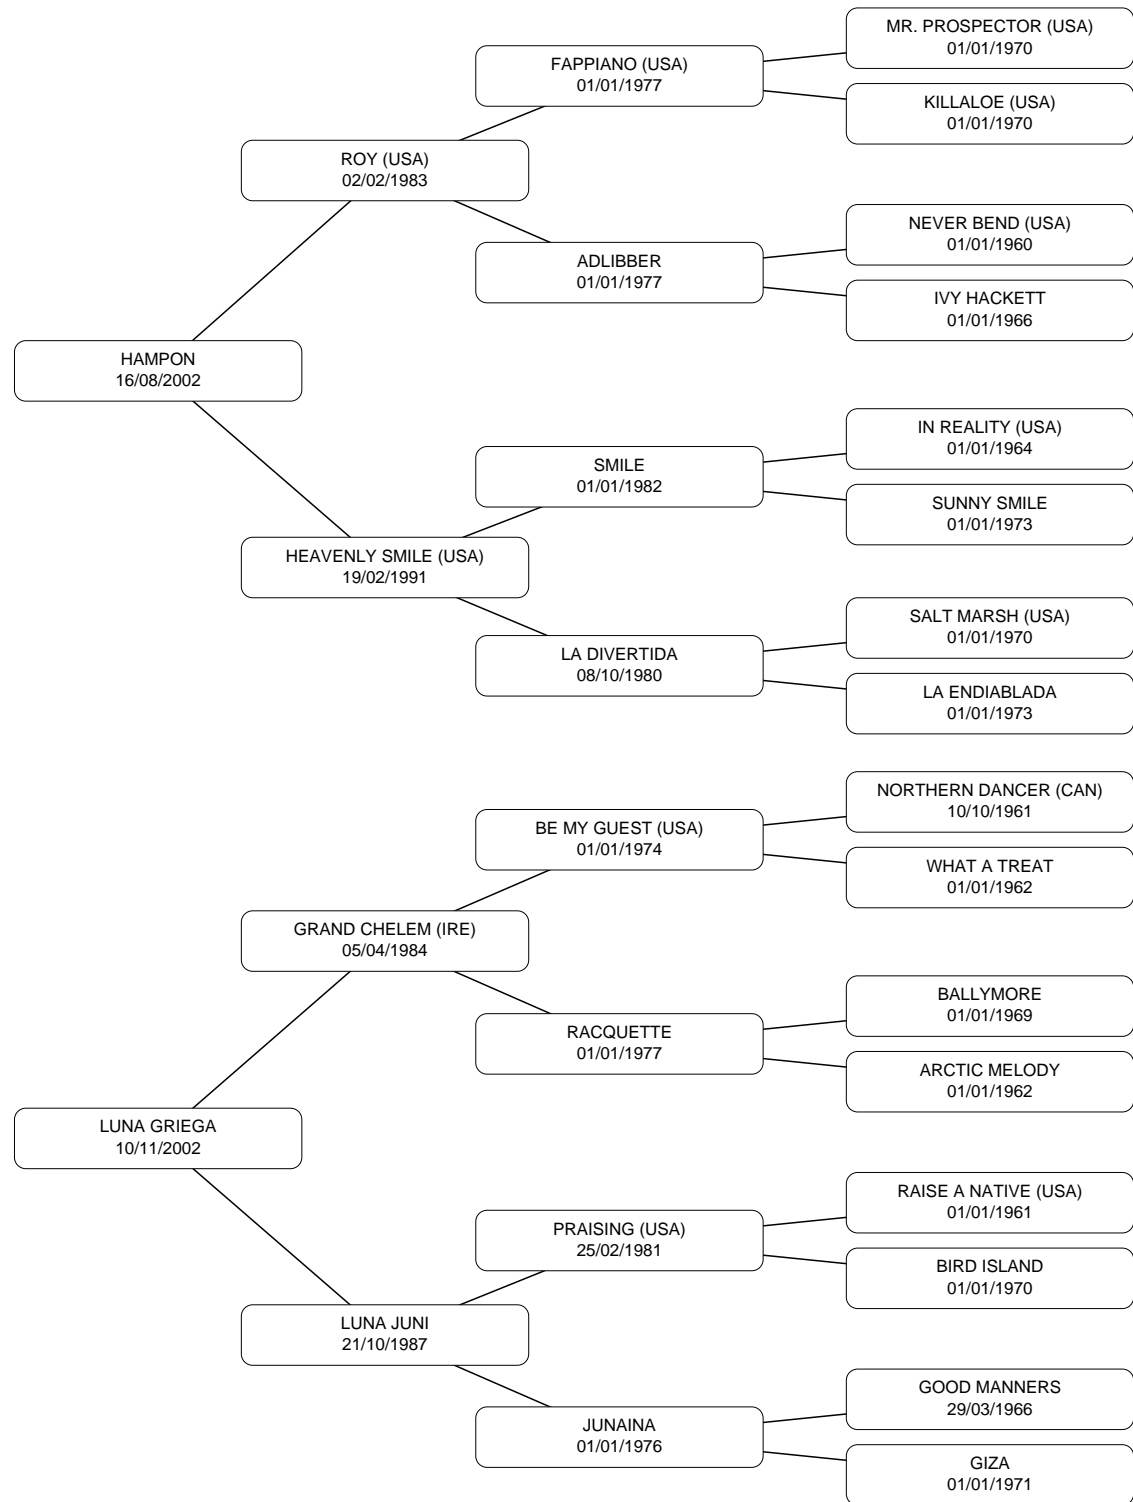 MR. PROSPECTOR (USA)
01/01/1970
FAPPIANO (USA)
01/01/1977
KILLALOE (USA)
01/01/1970
ROY (USA)
02/02/1983
NEVER BEND (USA)
01/01/1960
ADLIBBER
01/01/1977
IVY HACKETT
01/01/1966
HAMPON
16/08/2002
IN REALITY (USA)
01/01/1964
SMILE
01/01/1982
SUNNY SMILE
01/01/1973
HEAVENLY SMILE (USA)
19/02/1991
SALT MARSH (USA)
01/01/1970
LA DIVERTIDA
08/10/1980
LA ENDIABLADA
01/01/1973
NORTHERN DANCER (CAN)
10/10/1961
BE MY GUEST (USA)
01/01/1974
WHAT A TREAT
01/01/1962
GRAND CHELEM (IRE)
05/04/1984
BALLYMORE
01/01/1969
RACQUETTE
01/01/1977
ARCTIC MELODY
01/01/1962
LUNA GRIEGA
10/11/2002
RAISE A NATIVE (USA)
01/01/1961
PRAISING (USA)
25/02/1981
BIRD ISLAND
01/01/1970
LUNA JUNI
21/10/1987
GOOD MANNERS
29/03/1966
JUNAINA
01/01/1976
GIZA
01/01/1971